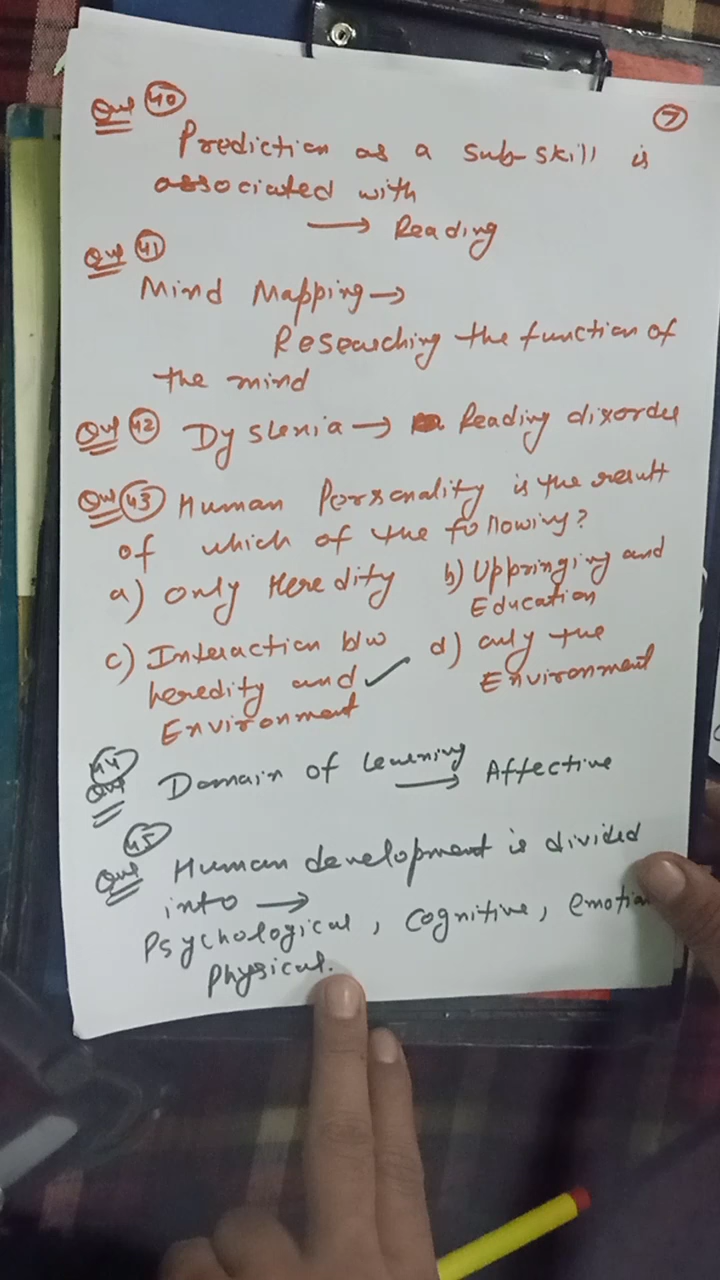 Que 40
7
Prediction as a sub-skill is
associated with
→ Reading
Que 41
Mind Mapping →
Researching the function of
the mind
Que 42 Dyslexia → Reading disorder
Que 43 Human Personality is the result
of which of the following?
a) only Heredity b) Uppringing and
Education
c) Interaction b/w
heredity and ✓
Environment
d) only the
Environment
44
Que Domain of learning → Affective
45
Que Human development is divided
into →
Psychological, cognitive, emotion
Physical.